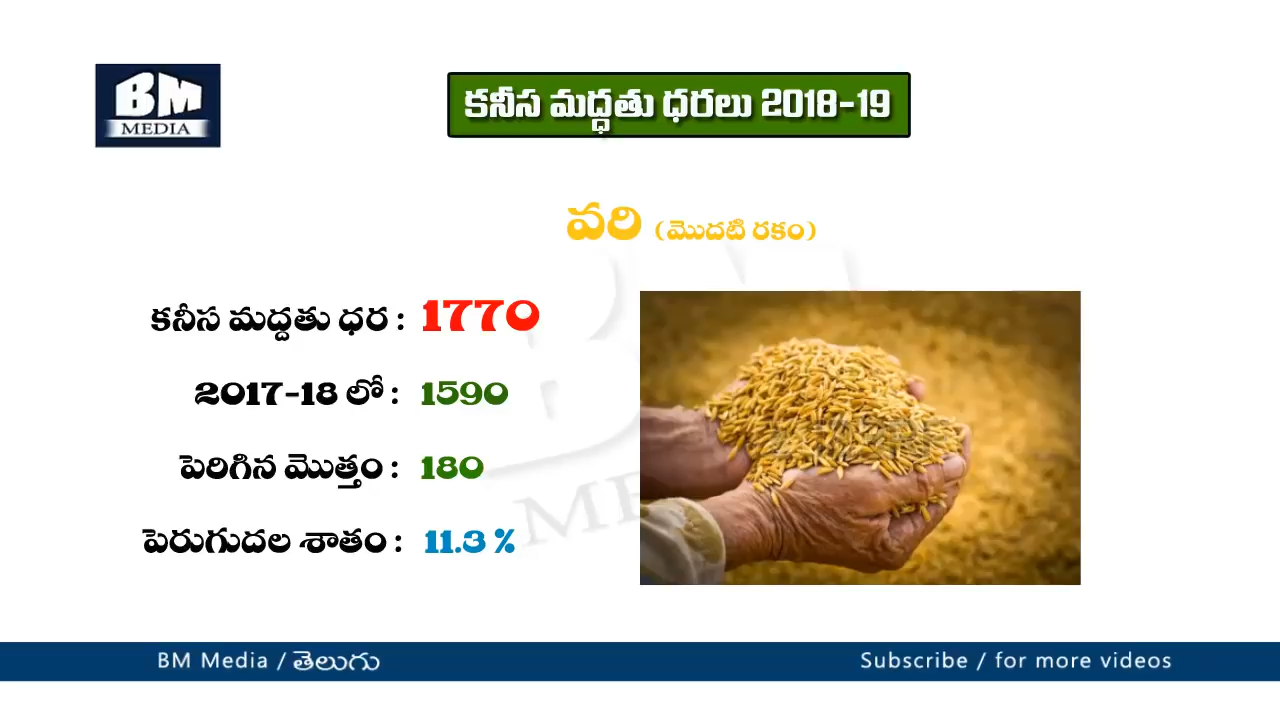 BM
MEDIA
కనీస మద్ధతు ధరలు 2018-19
వరి (మొదటి రకం)
కనీస మద్దతు ధర : 1770
2017-18 లో : 1590
పెరిగిన మొత్తం : 180
పెరుగుదల శాతం : 11.3 %
BM Media / తెలుగు
Subscribe / for more videos